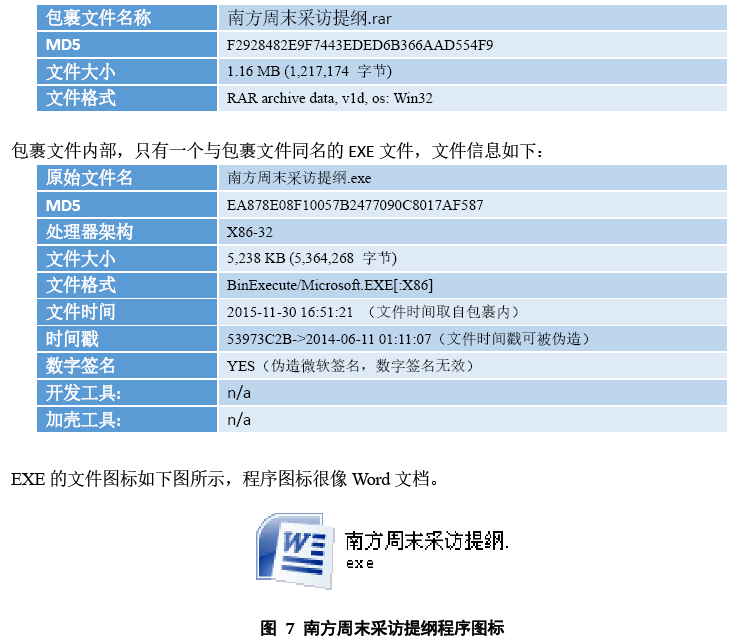 包裹文件名称 南方周末采访提纲.rar
MD5 F2928482E9F7443EDED6B366AAD554F9
文件大小 1.16 MB (1,217,174 字节)
文件格式 RAR archive data, v1d, os: Win32
包裹文件内部，只有一个与包裹文件同名的 EXE 文件，文件信息如下：
原始文件名 南方周末采访提纲.exe
MD5 EA878E08F10057B2477090C8017AF587
处理器架构 X86-32
文件大小 5,238 KB (5,364,268 字节)
文件格式 BinExecute/Microsoft.EXE[:X86]
文件时间 2015-11-30 16:51:21 （文件时间取自包裹内）
时间戳 53973C2B->2014-06-11 01:11:07（文件时间戳可被伪造）
数字签名 YES（伪造微软签名，数字签名无效）
开发工具: n/a
加壳工具: n/a
EXE 的文件图标如下图所示，程序图标很像 Word 文档。
W
南方周末采访提纲.
exe
图 7 南方周末采访提纲程序图标